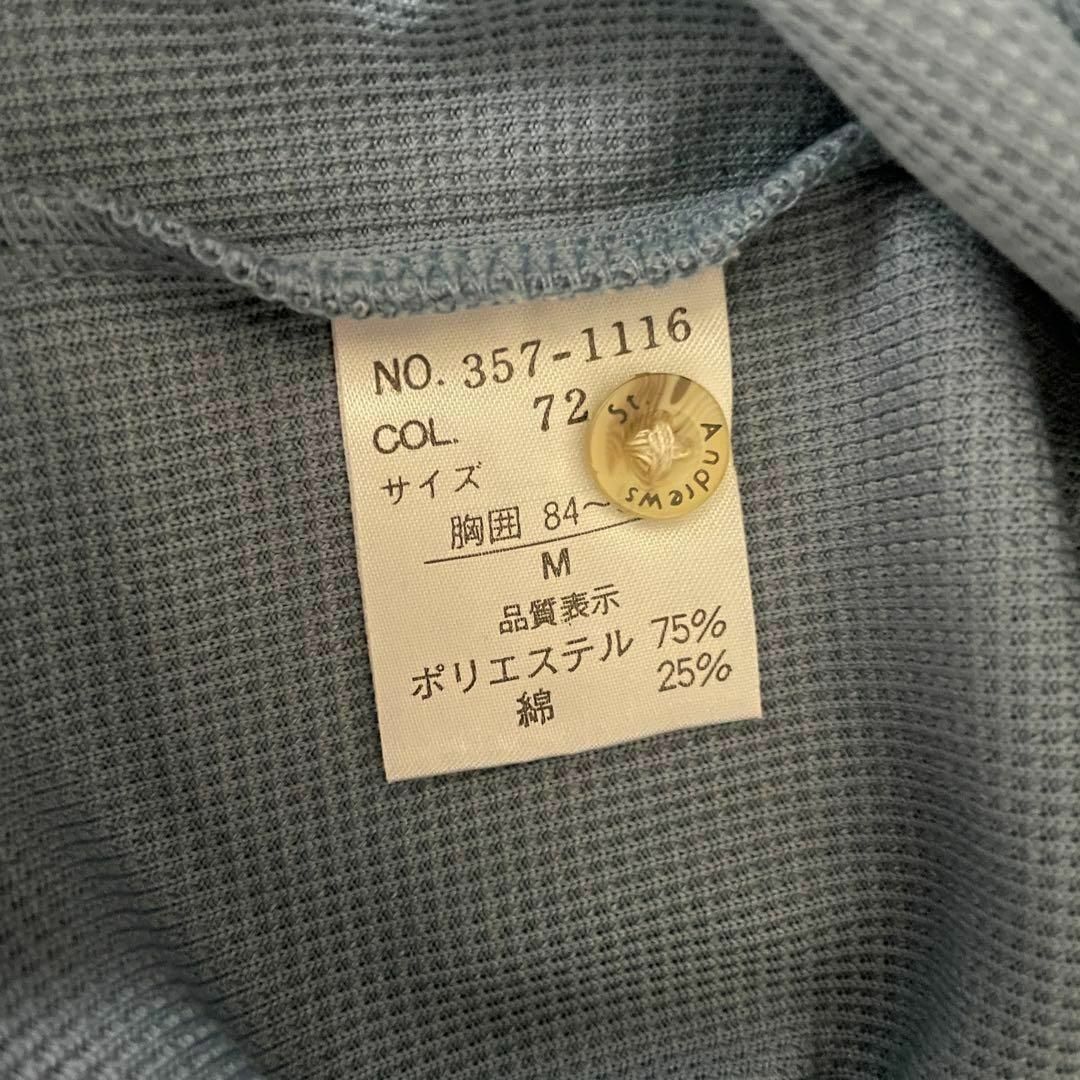 NO. 357-1116
COL. 72
サイズ
胸囲 84~
M
品質表示
ポリエステル 75%
綿 25%
St. Andrews